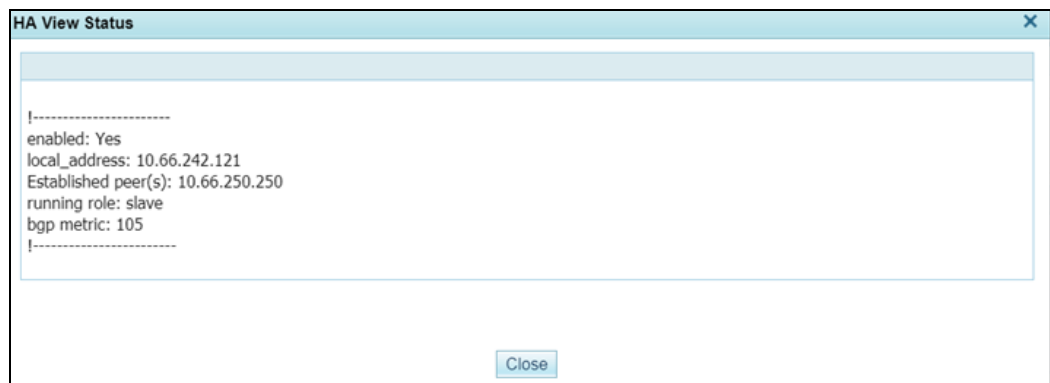 HA View Status
!-----------------------
enabled: Yes
local_address: 10.66.242.121
Established peer(s): 10.66.250.250
running role: slave
bgp metric: 105
!------------------------
Close